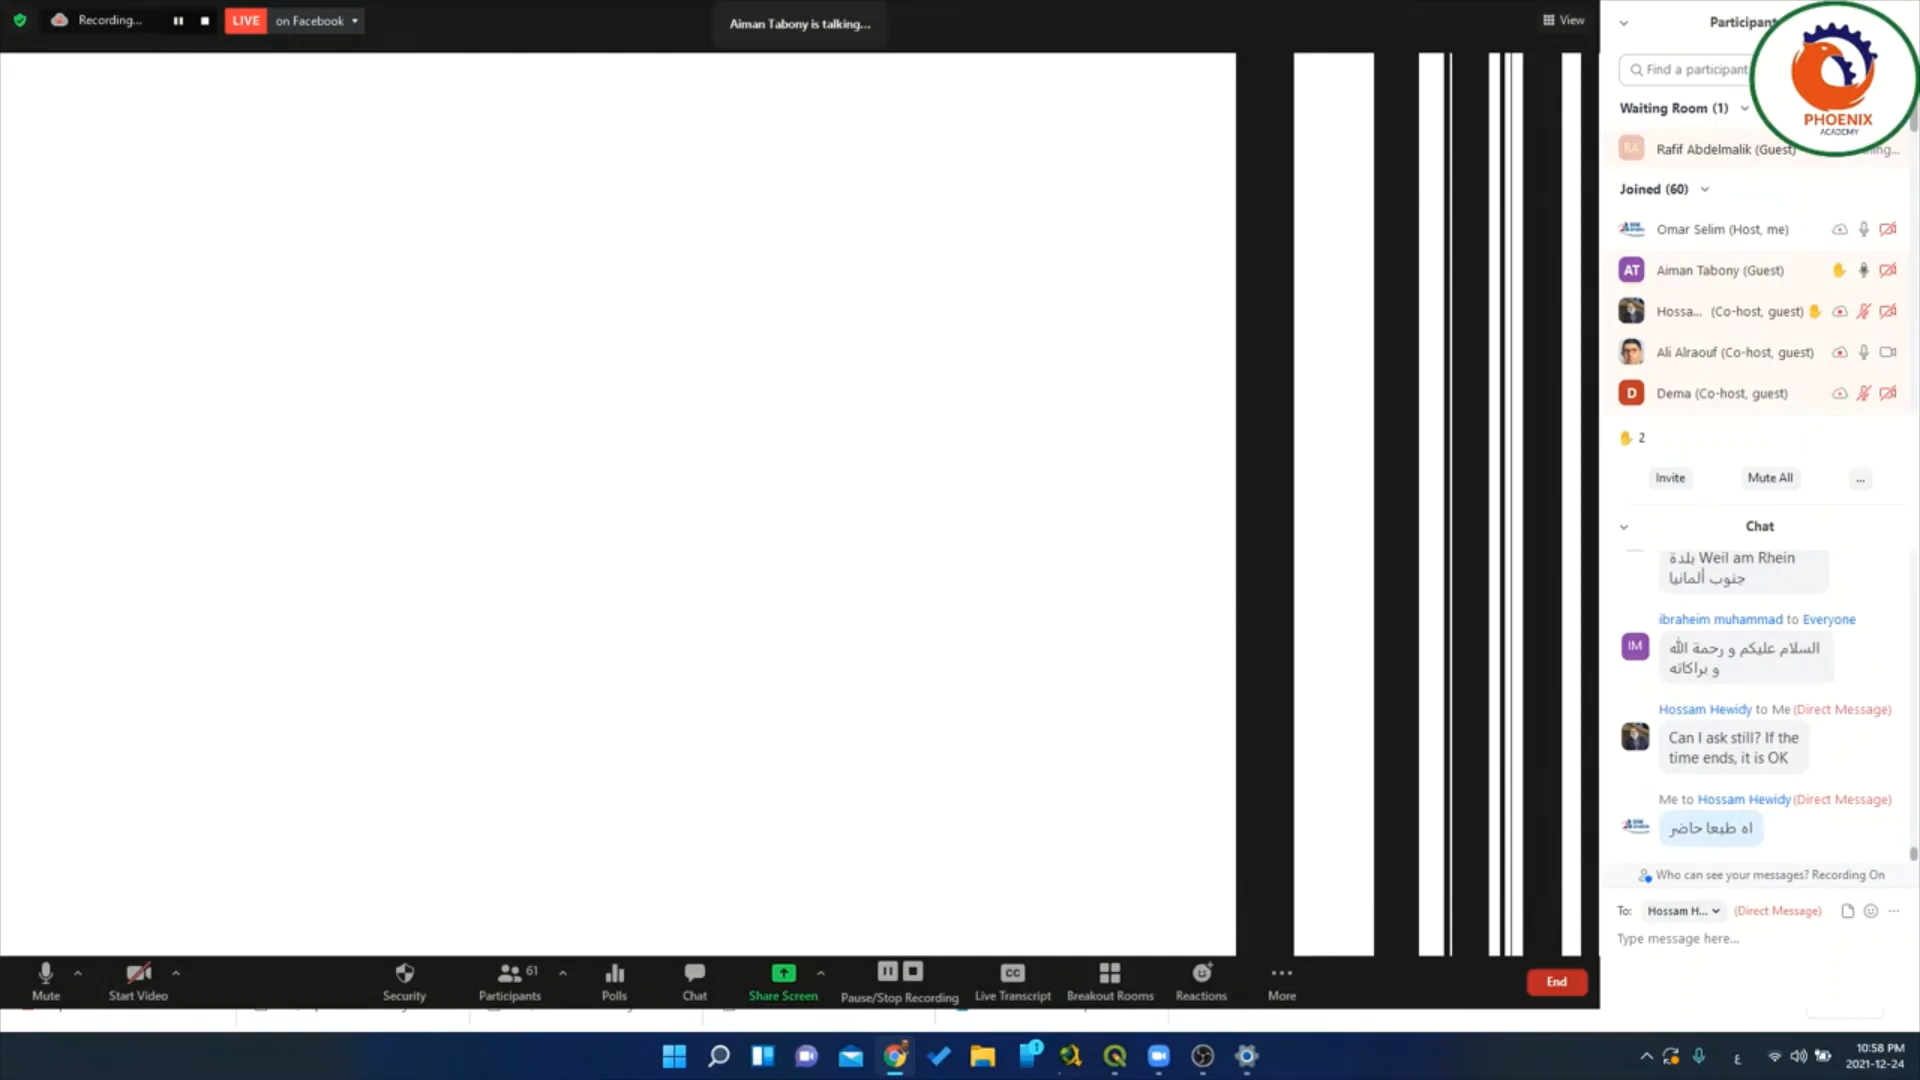 Recording...
LIVE on Facebook
Aiman Tabony is talking...
View
Participant
PHOENIX
ACADEMY
Find a participant
Waiting Room (1)
RA Rafif Abdelmalik (Guest)
Joined (60)
Omar Selim (Host, me)
AT Aiman Tabony (Guest)
Hossa... (Co-host, guest)
Ali Alraouf (Co-host, guest)
D Dema (Co-host, guest)
2
Invite Mute All ...
Chat
بلدة Weil am Rhein
جنوب ألمانيا
ibraheim muhammad to Everyone
IM
السلام عليكم و رحمة الله
و براكاته
Hossam Hewidy to Me (Direct Message)
Can I ask still? If the
time ends, it is OK
Me to Hossam Hewidy (Direct Message)
اه طبعا حاضر
Who can see your messages? Recording On
To: Hossam H... (Direct Message)
Type message here...
Mute
Start Video
Security
Participants 61
Polls
Chat
Share Screen
Pause/Stop Recording
CC
Live Transcript
Breakout Rooms
Reactions
More
End
1
ع
10:58 PM
2021-12-24